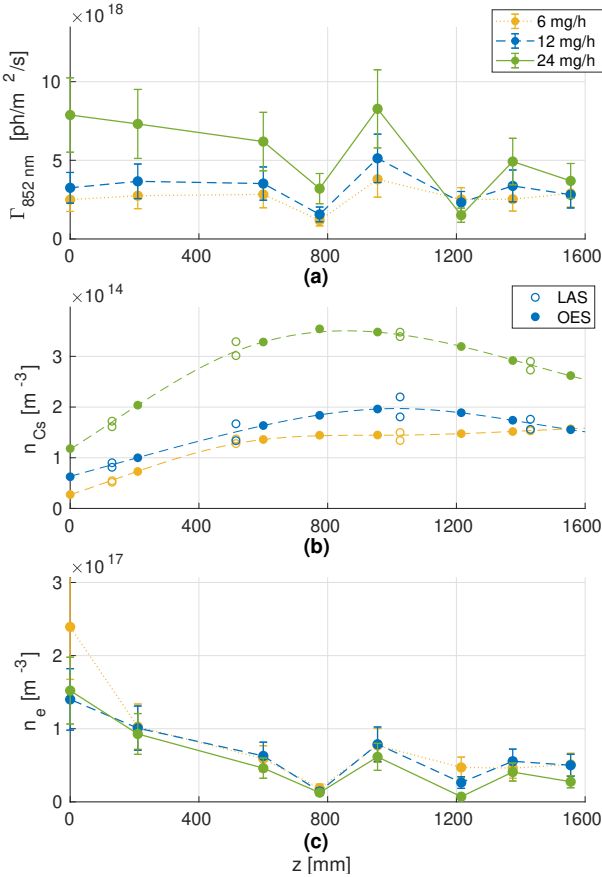 × 10^18
6 mg/h
12 mg/h
24 mg/h
Γ_852 nm [ph/m^2/s]
10
5
0
0 400 800 1200 1600
(a)
× 10^14
LAS
OES
n_Cs [m^-3]
3
2
1
0
0 400 800 1200 1600
(b)
× 10^17
n_e [m^-3]
3
2
1
0
0 400 800 1200 1600
(c)
z [mm]